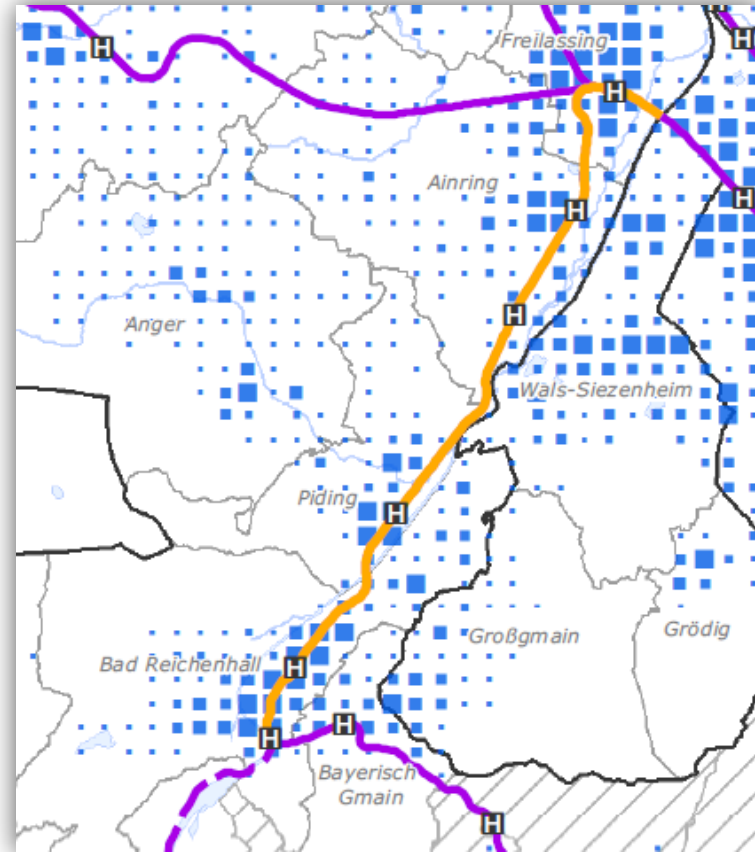 H
H
Freilassing
H
Ainring
H
H
H
Anger
Wals-Siezenheim
Piding
H
Großgmain
Grödig
Bad Reichenhall
H
H
H
Bayerisch
Gmain
H